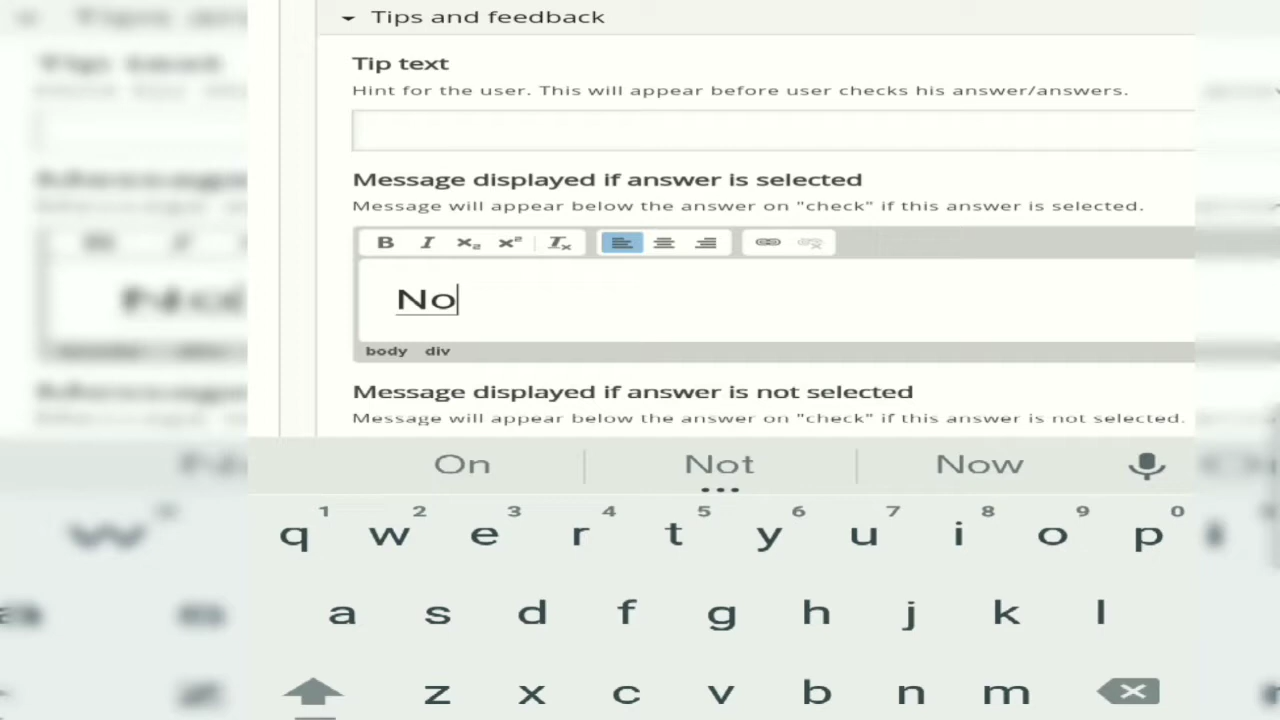 Tips and feedback
Tip text
Hint for the user. This will appear before user checks his answer/answers.
Message displayed if answer is selected
Message will appear below the answer on "check" if this answer is selected.
B I x₂ x² Tx
No
body div
Message displayed if answer is not selected
Message will appear below the answer on "check" if this answer is not selected.
On Not Now
1 2 3 4 5 6 7 8 9 0
q w e r t y u i o p
a s d f g h j k l
z x c v b n m